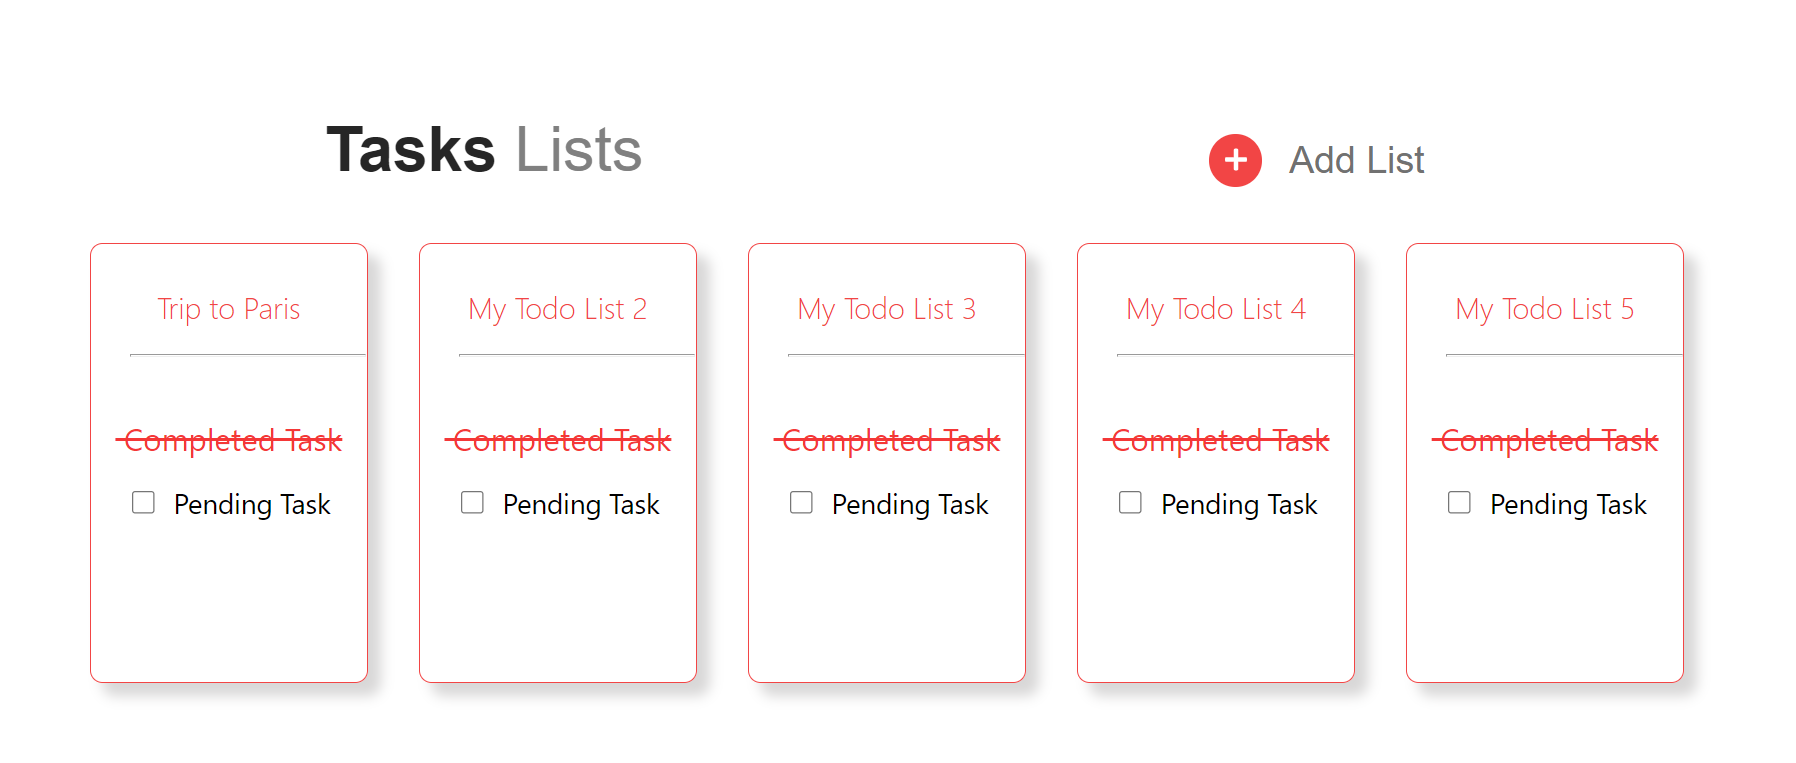 Tasks Lists
Add List
Trip to Paris
Completed Task
Pending Task
My Todo List 2
Completed Task
Pending Task
My Todo List 3
Completed Task
Pending Task
My Todo List 4
Completed Task
Pending Task
My Todo List 5
Completed Task
Pending Task